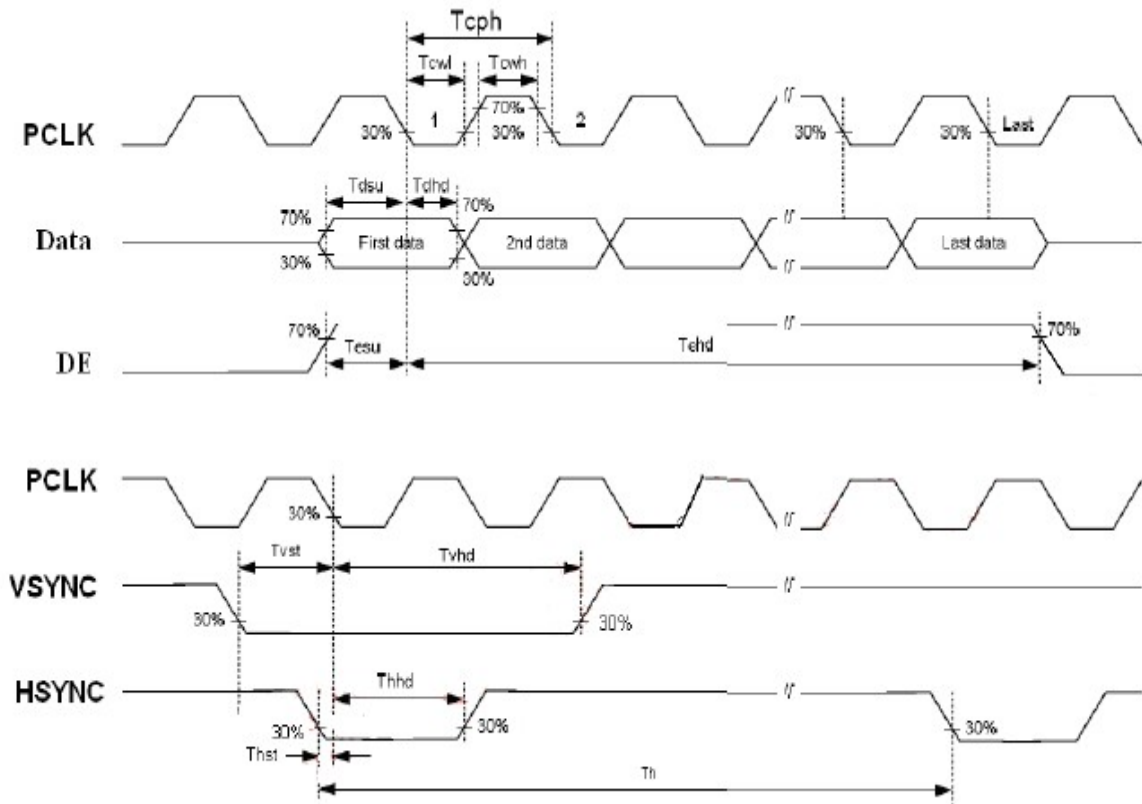 Tcph
Tcwl Tcwh
PCLK 30% 1 70% 30% 2 30% 30% Last
Tdsu Tdhd
70% 70%
Data First data 2nd data Last data
30% 30%
70% 70%
DE Tesu Tehd
PCLK
30%
Tvst Tvhd
VSYNC
30% 30%
HSYNC Thhd
30% 30% 30%
Thst
Th